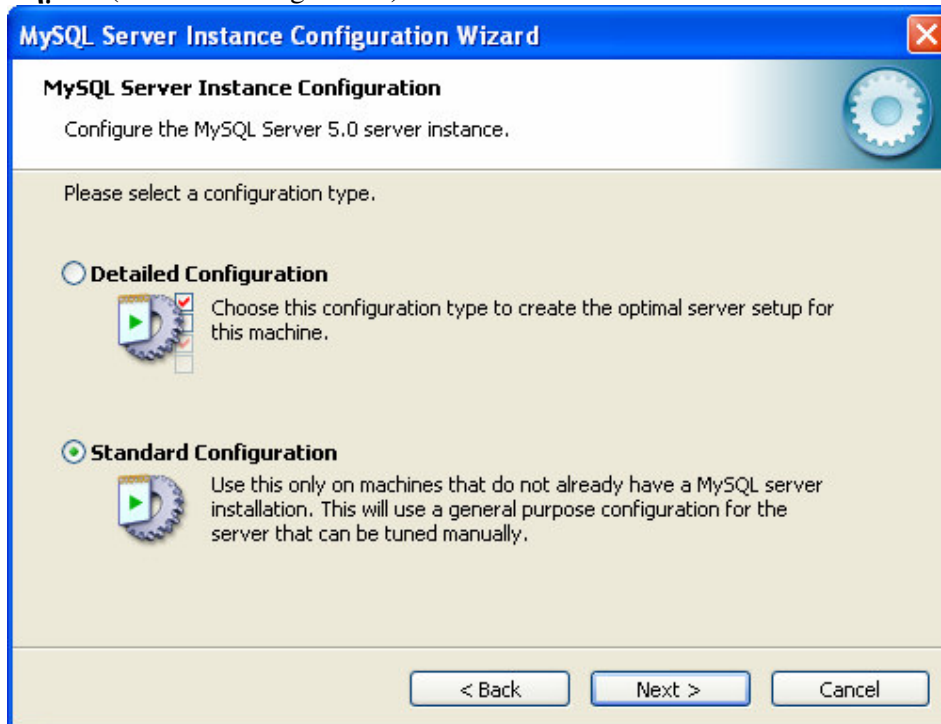 MySQL Server Instance Configuration Wizard
MySQL Server Instance Configuration
Configure the MySQL Server 5.0 server instance.
Please select a configuration type.
Detailed Configuration
Choose this configuration type to create the optimal server setup for
this machine.
Standard Configuration
Use this only on machines that do not already have a MySQL server
installation. This will use a general purpose configuration for the
server that can be tuned manually.
< Back
Next >
Cancel